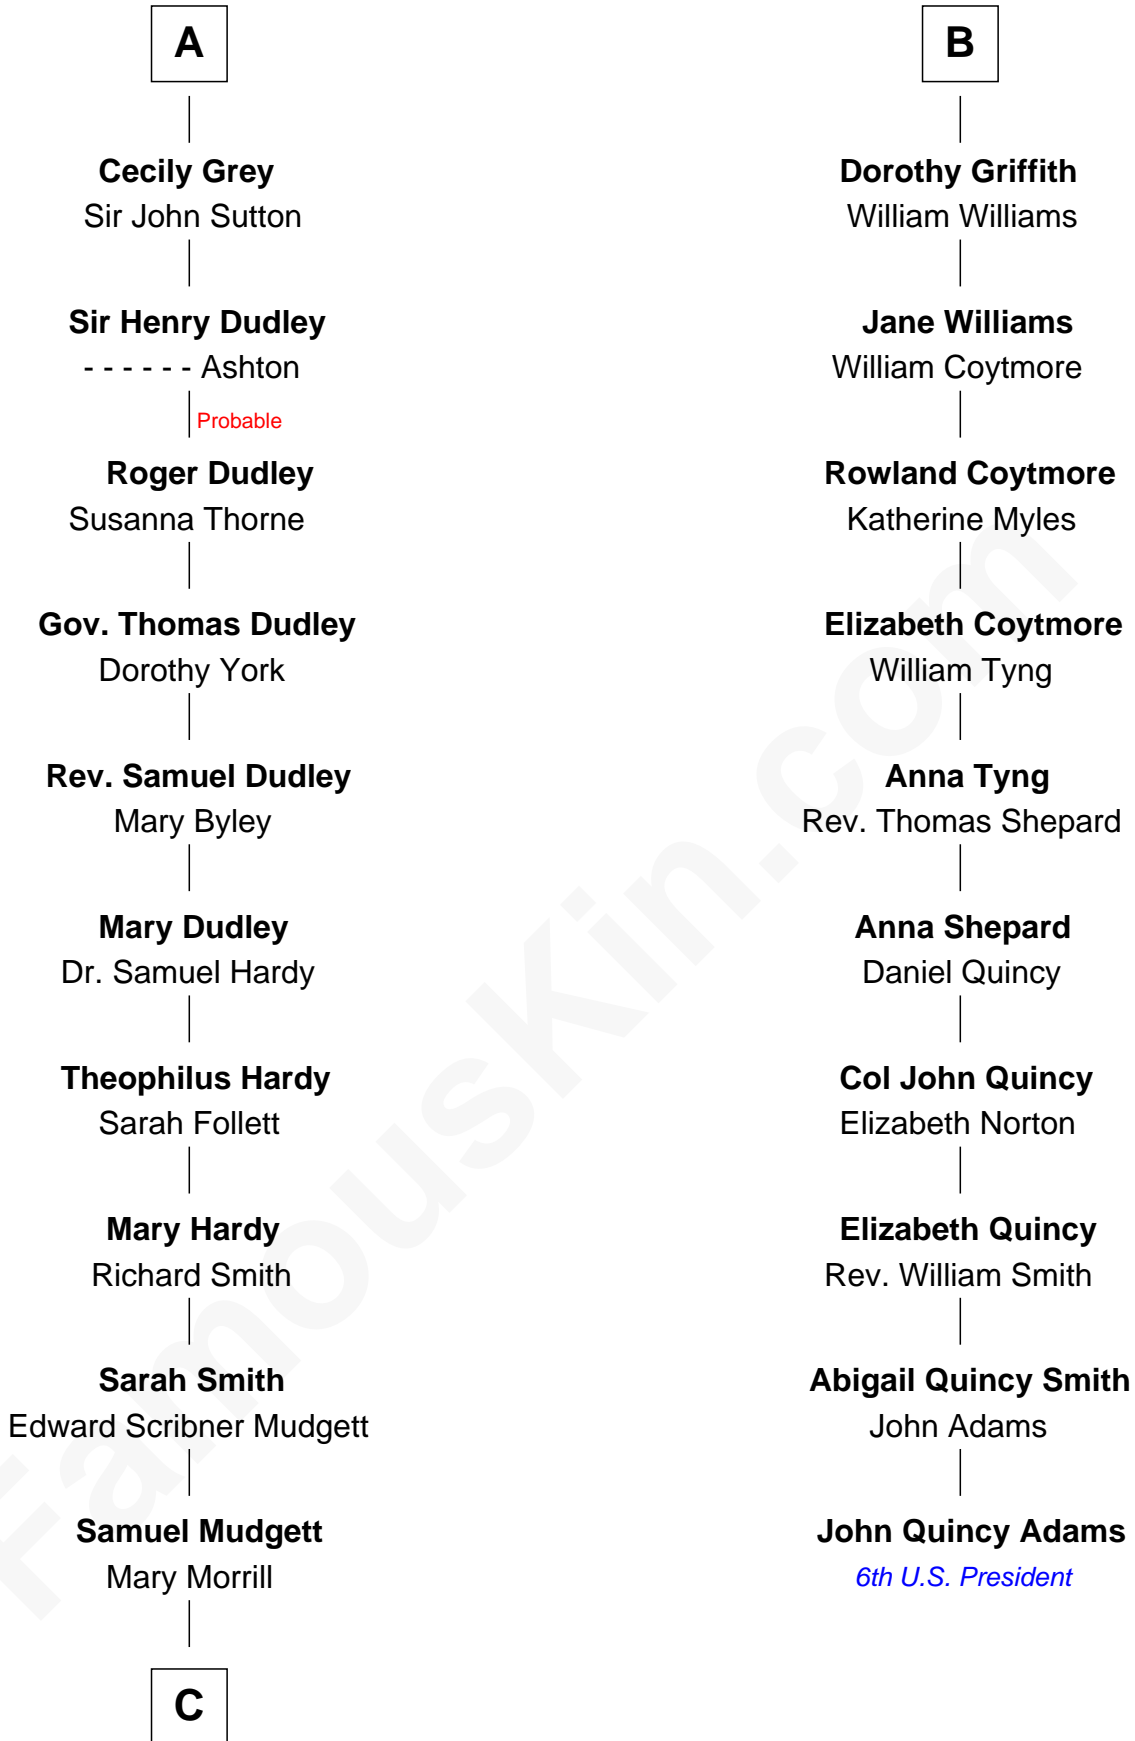 A
Cecily Grey
Sir John Sutton
Sir Henry Dudley
- - - - - - Ashton
Probable
Roger Dudley
Susanna Thorne
Gov. Thomas Dudley
Dorothy York
Rev. Samuel Dudley
Mary Byley
Mary Dudley
Dr. Samuel Hardy
Theophilus Hardy
Sarah Follett
Mary Hardy
Richard Smith
Sarah Smith
Edward Scribner Mudgett
Samuel Mudgett
Mary Morrill
C
B
Dorothy Griffith
William Williams
Jane Williams
William Coytmore
Rowland Coytmore
Katherine Myles
Elizabeth Coytmore
William Tyng
Anna Tyng
Rev. Thomas Shepard
Anna Shepard
Daniel Quincy
Col John Quincy
Elizabeth Norton
Elizabeth Quincy
Rev. William Smith
Abigail Quincy Smith
John Adams
John Quincy Adams
6th U.S. President
FamousKin.com